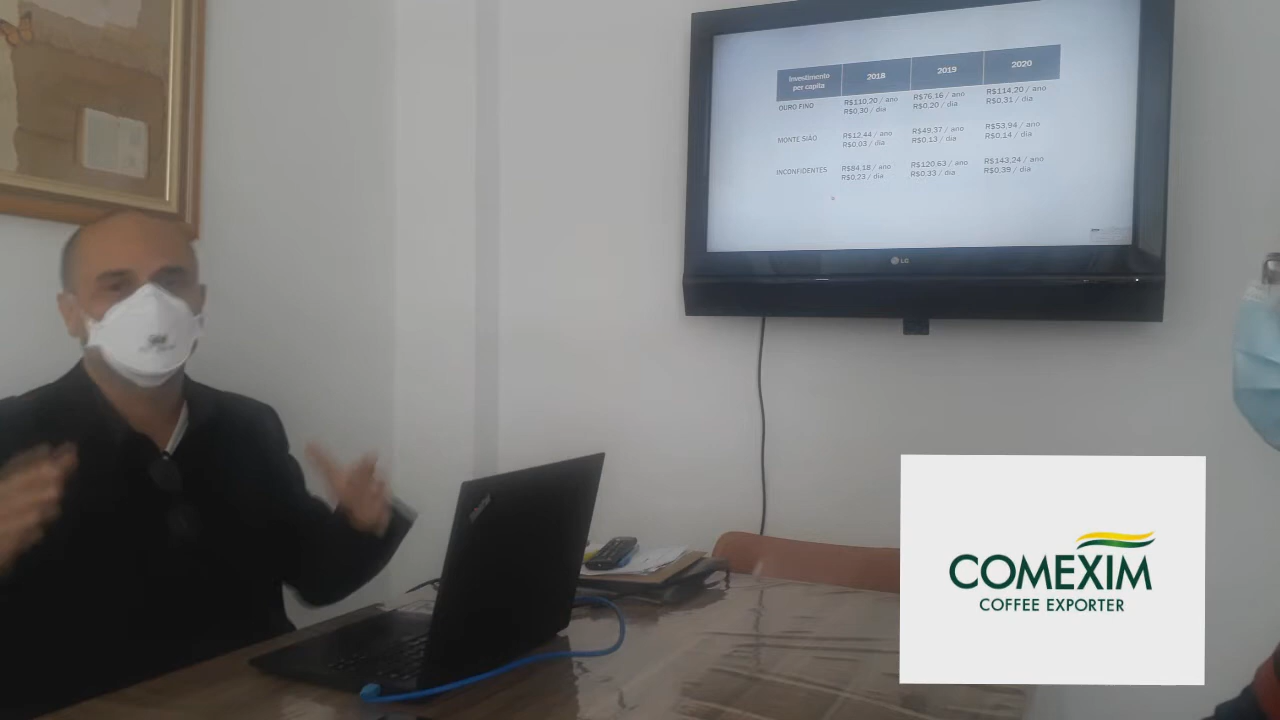 Investimento
per capita
2018
2019
2020
OURO FINO
R$110,20 / ano
R$0,30 / dia
R$76,16 / ano
R$0,20 / dia
R$114,20 / ano
R$0,31 / dia
MONTE SIÃO
R$12,44 / ano
R$0,03 / dia
R$49,37 / ano
R$0,13 / dia
R$53,94 / ano
R$0,14 / dia
INCONFIDENTES
R$84,18 / ano
R$0,23 / dia
R$120,63 / ano
R$0,33 / dia
R$143,24 / ano
R$0,39 / dia
LG
COMEXIM
COFFEE EXPORTER